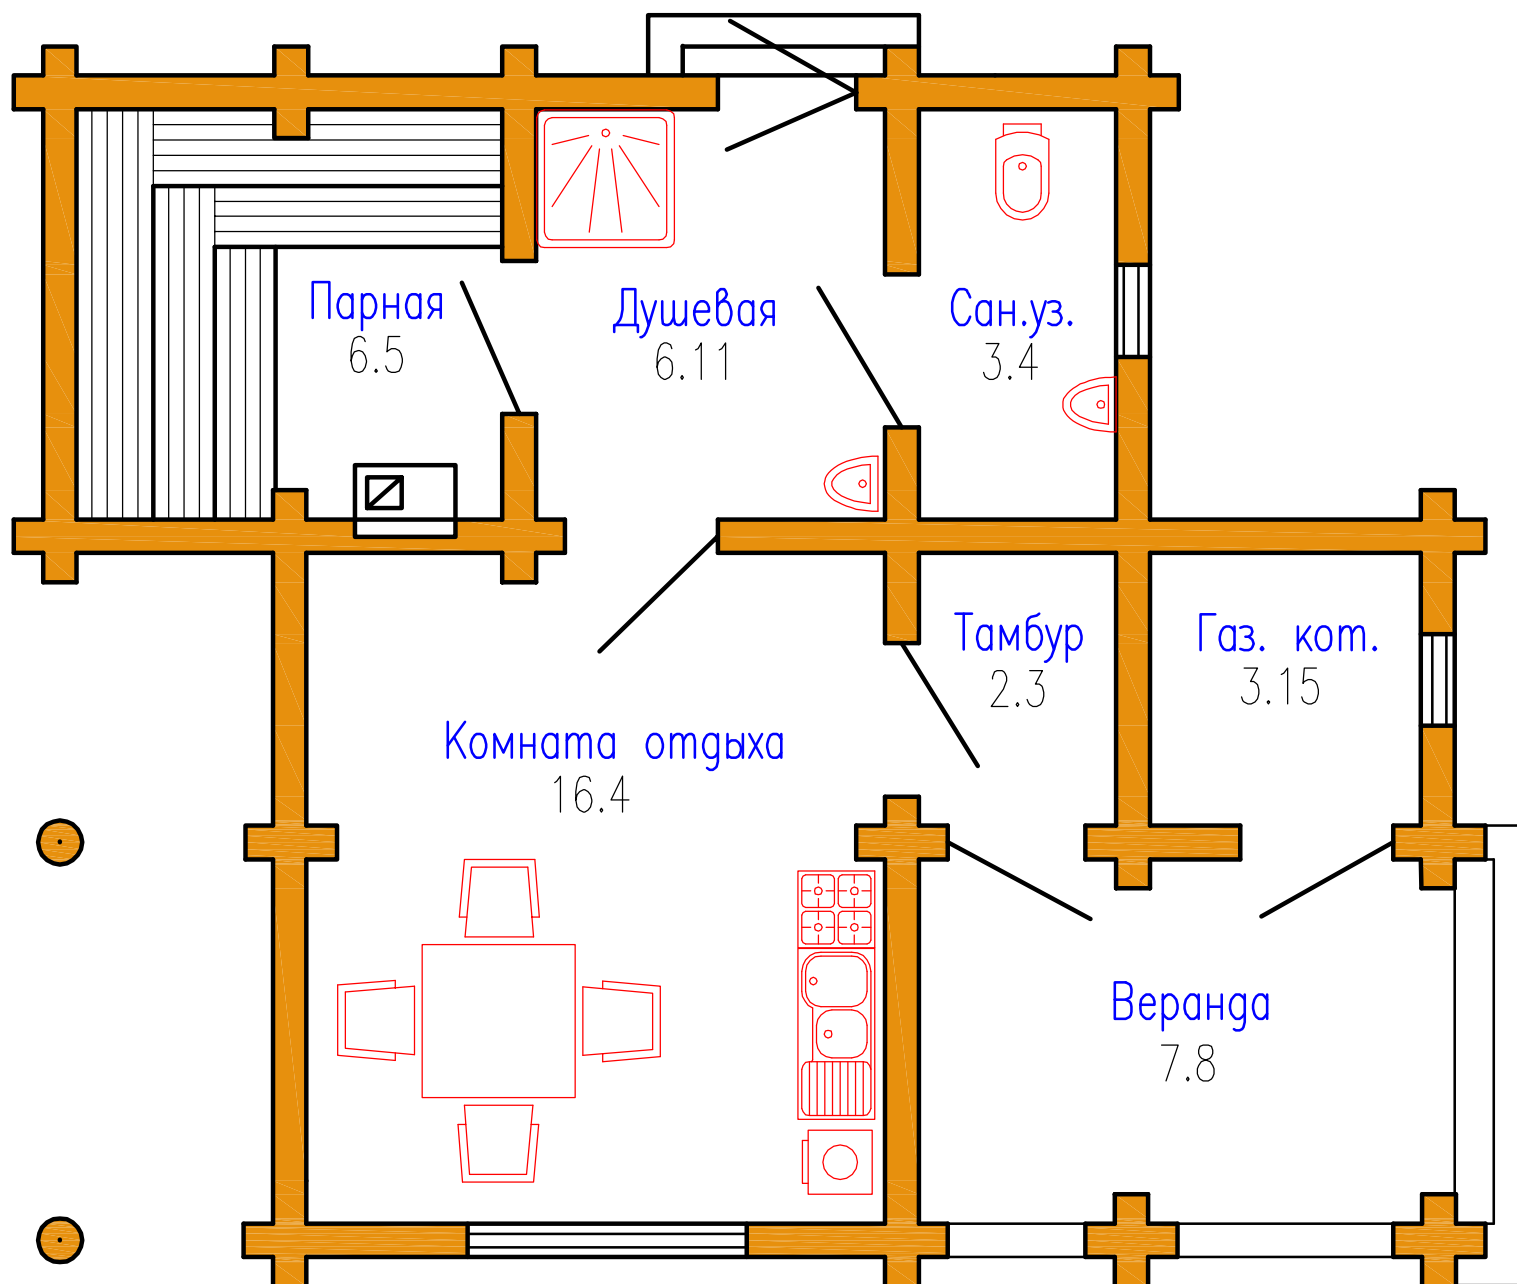 Парная
6.5
Душевая
6.11
Сан.уз.
3.4
Тамбур
2.3
Газ. кот.
3.15
Комната отдыха
16.4
Веранда
7.8